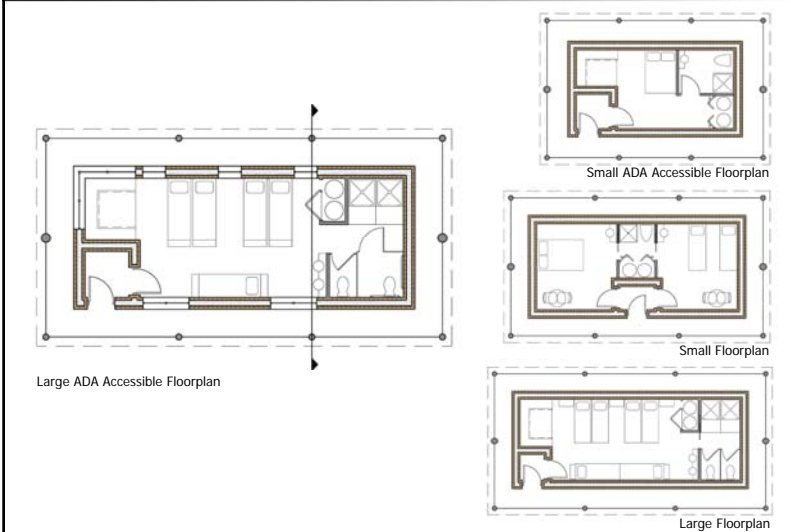 Small ADA Accessible Floorplan
Small Floorplan
Large ADA Accessible Floorplan
Large Floorplan